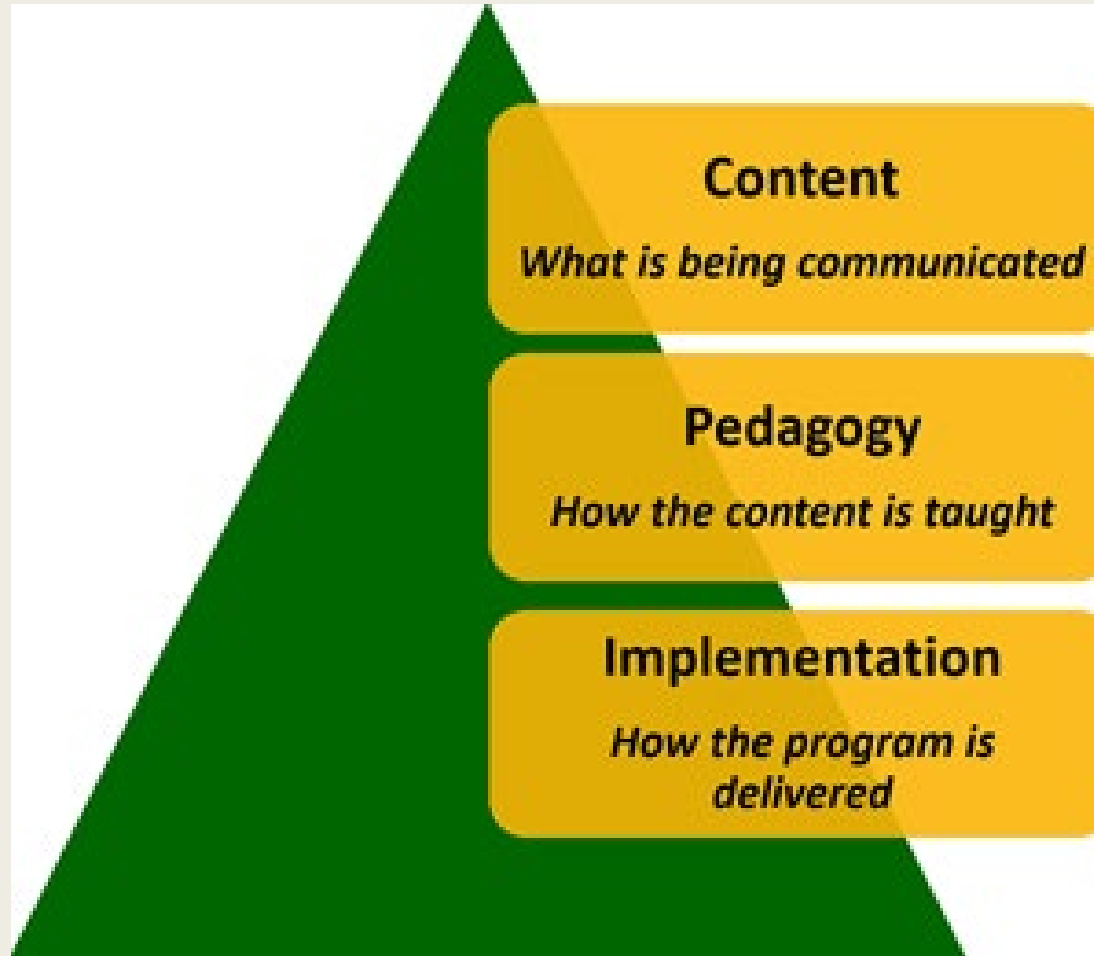 Content
What is being communicated
Pedagogy
How the content is taught
Implementation
How the program is
delivered